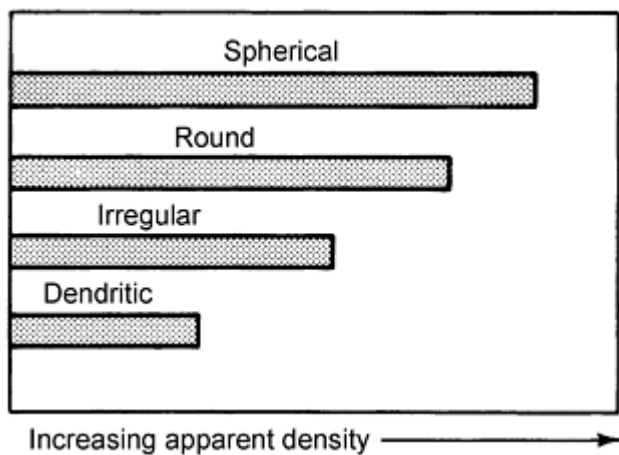 Spherical
Round
Irregular
Dendritic
Increasing apparent density